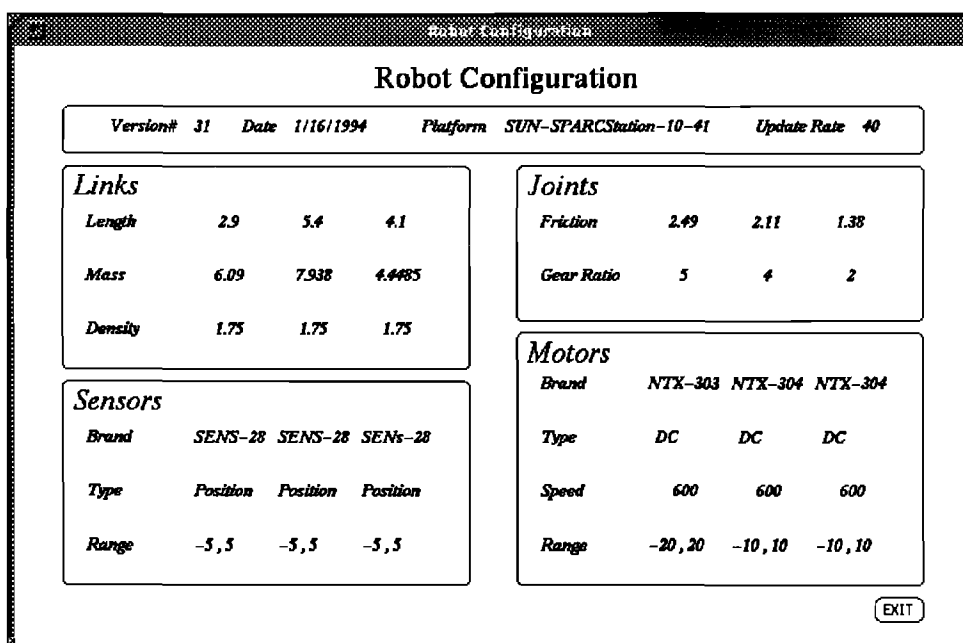 Robot Configuration
Robot Configuration
Version# 31 Date 1/16/1994 Platform SUN-SPARCStation-10-41 Update Rate 40
Links
Length 2.9 5.4 4.1
Mass 6.09 7.938 4.4485
Density 1.75 1.75 1.75
Sensors
Brand SENS-28 SENS-28 SENs-28
Type Position Position Position
Range -5,5 -5,5 -5,5
Joints
Friction 2.49 2.11 1.38
Gear Ratio 5 4 2
Motors
Brand NTX-303 NTX-304 NTX-304
Type DC DC DC
Speed 600 600 600
Range -20,20 -10,10 -10,10
EXIT